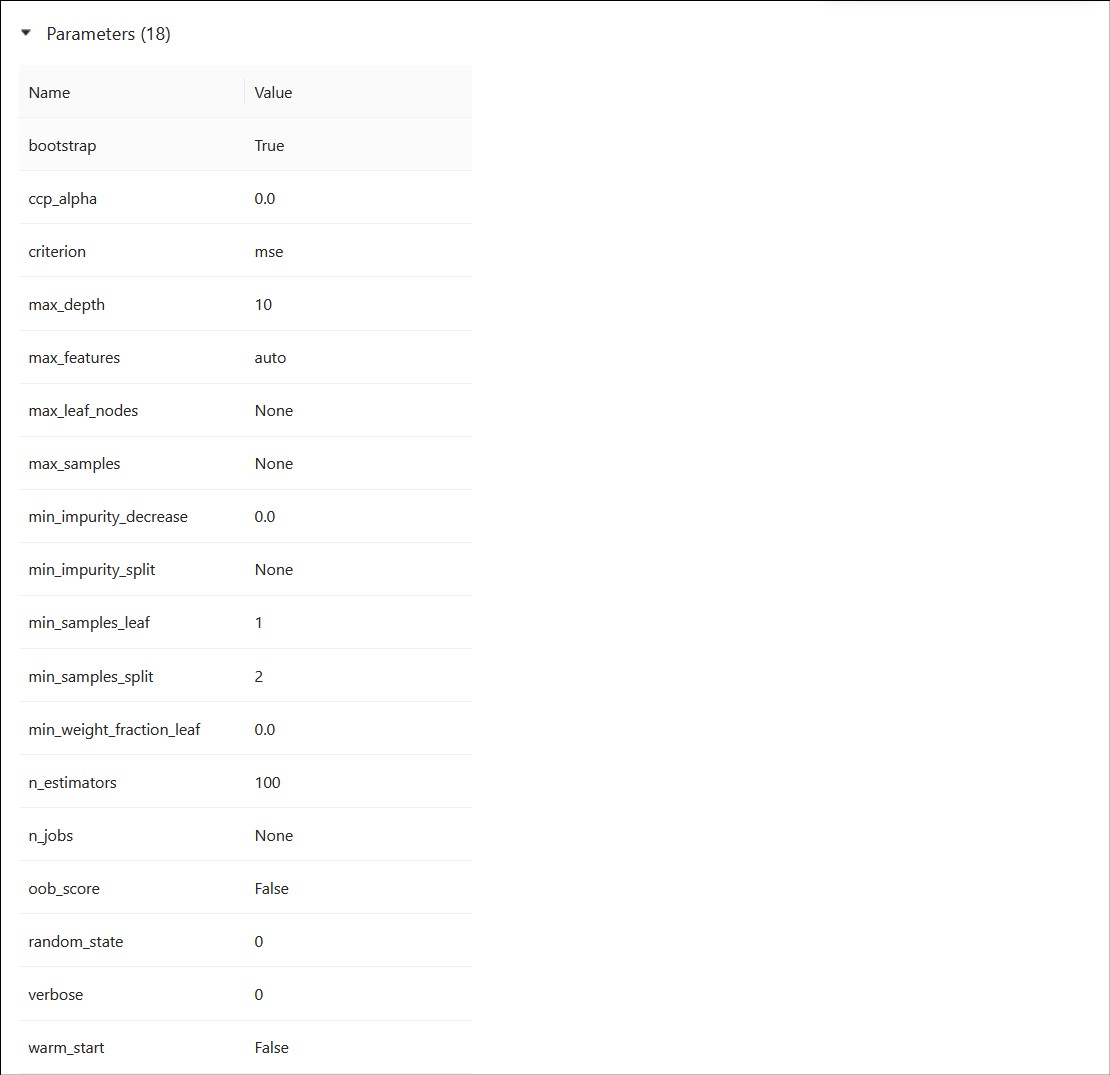 Parameters (18)
Name Value
bootstrap True
ccp_alpha 0.0
criterion mse
max_depth 10
max_features auto
max_leaf_nodes None
max_samples None
min_impurity_decrease 0.0
min_impurity_split None
min_samples_leaf 1
min_samples_split 2
min_weight_fraction_leaf 0.0
n_estimators 100
n_jobs None
oob_score False
random_state 0
verbose 0
warm_start False